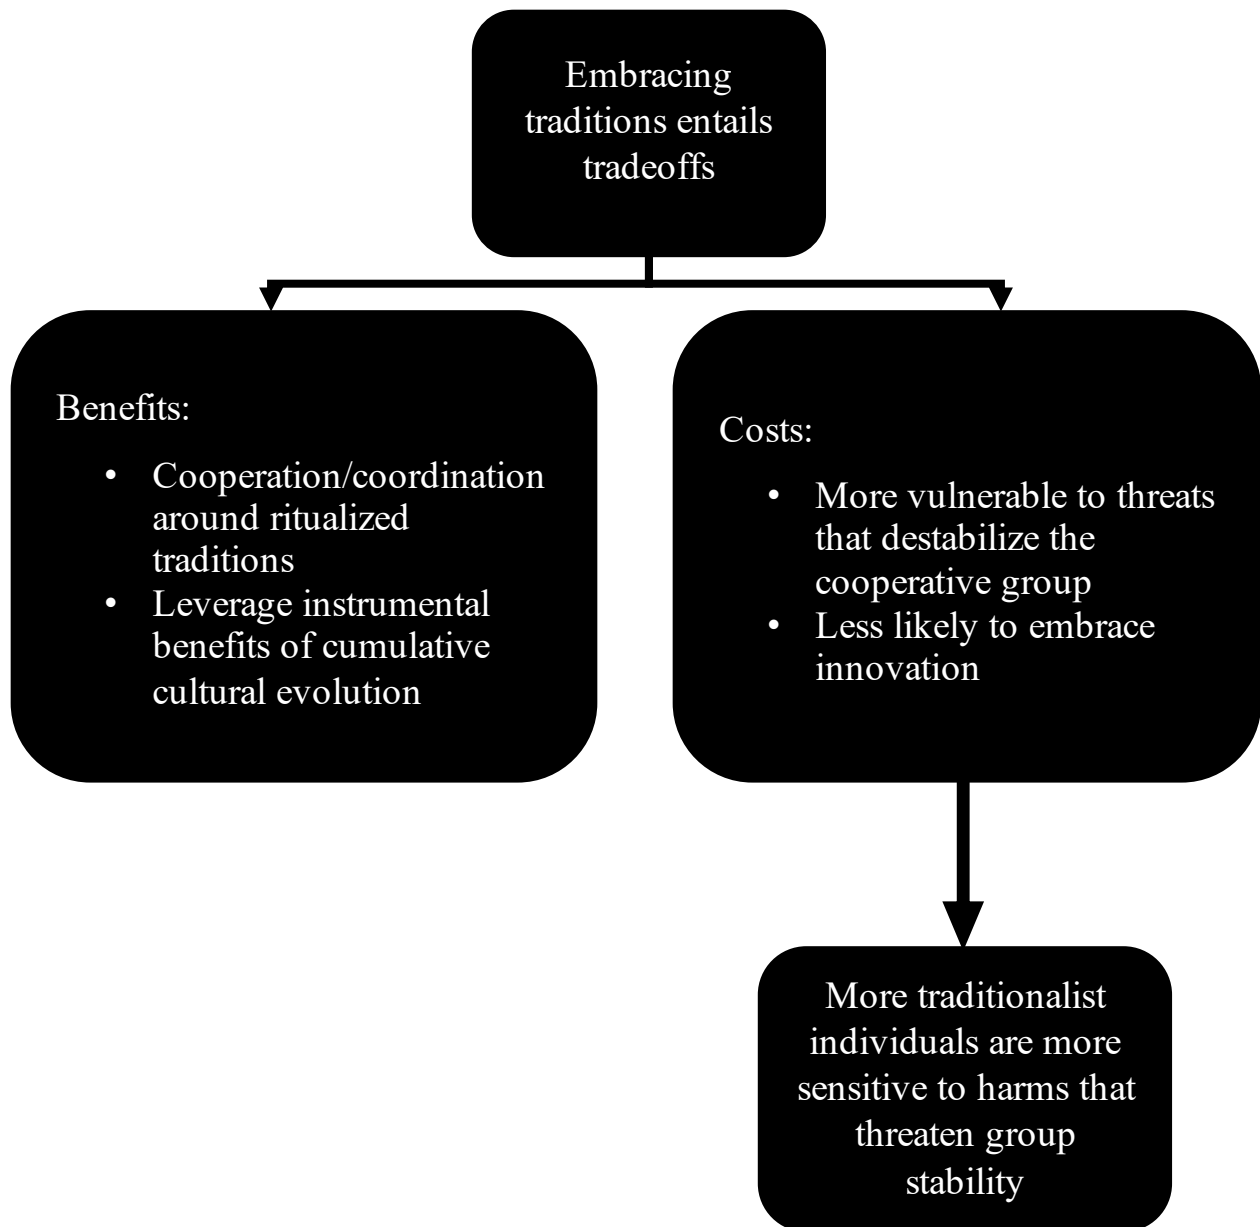 Embracing
traditions entails
tradeoffs
Benefits:
• Cooperation/coordination
around ritualized
traditions
• Leverage instrumental
benefits of cumulative
cultural evolution
Costs:
• More vulnerable to threats
that destabilize the
cooperative group
• Less likely to embrace
innovation
More traditionalist
individuals are more
sensitive to harms that
threaten group
stability